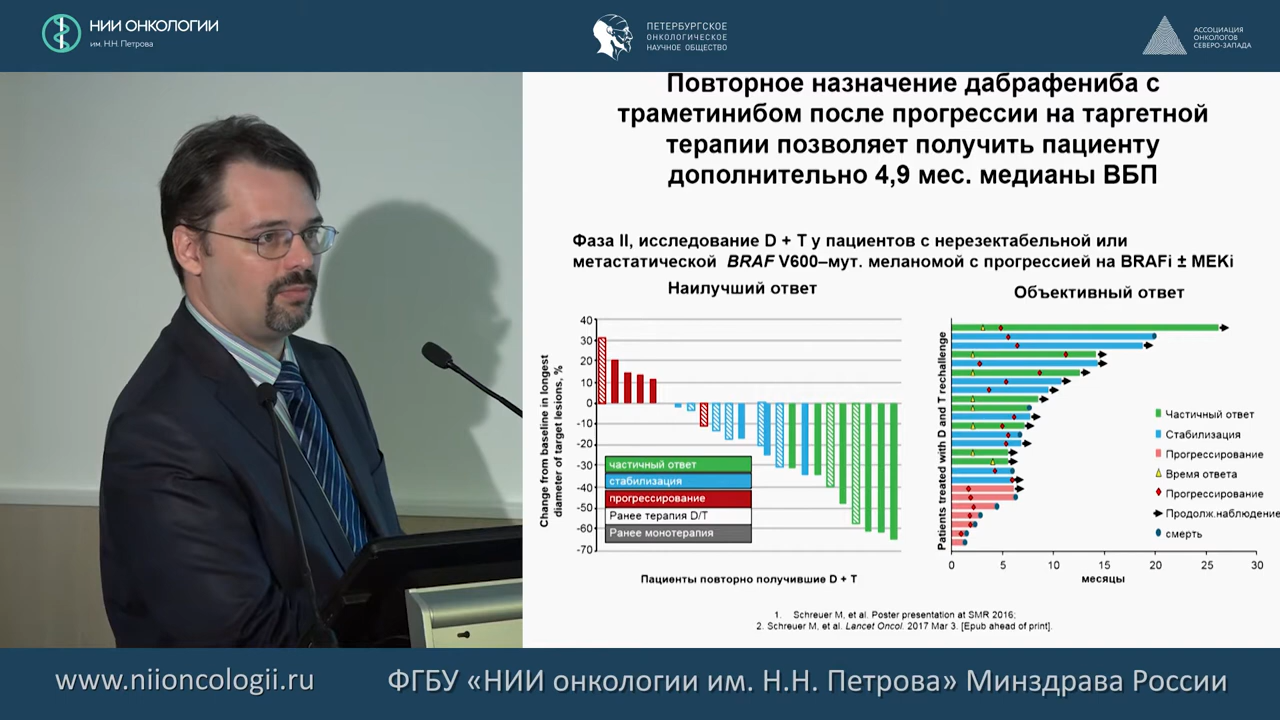 НИИ ОНКОЛОГИИ
им. Н.Н. Петрова
ПЕТЕРБУРГСКОЕ
ОНКОЛОГИЧЕСКОЕ
НАУЧНОЕ ОБЩЕСТВО
АССОЦИАЦИЯ
ОНКОЛОГОВ
СЕВЕРО-ЗАПАДА
Повторное назначение дабрафениба с
траметинибом после прогрессии на таргетной
терапии позволяет получить пациенту
дополнительно 4,9 мес. медианы ВБП
Фаза II, исследование D + T у пациентов с нерезектабельной или
метастатической BRAF V600–мут. меланомой с прогрессией на BRAFi ± MEKi
Наилучший ответ
Change from baseline in longest
diameter of target lesions, %
40
30
20
10
0
-10
-20
-30
-40
-50
-60
-70
частичный ответ
стабилизация
прогрессирование
Ранее терапия D/T
Ранее монотерапия
Пациенты повторно получившие D + T
Объективный ответ
Patients treated with D and T rechallenge
Частичный ответ
Стабилизация
Прогрессирование
Время ответа
Прогрессирование
Продолж.наблюдение
смерть
0 5 10 15 20 25 30
месяцы
1. Schreuer M, et al. Poster presentation at SMR 2016;
2. Schreuer M, et al. Lancet Oncol. 2017 Mar 3. [Epub ahead of print].
www.niioncologii.ru
ФГБУ «НИИ онкологии им. Н.Н. Петрова» Минздрава России